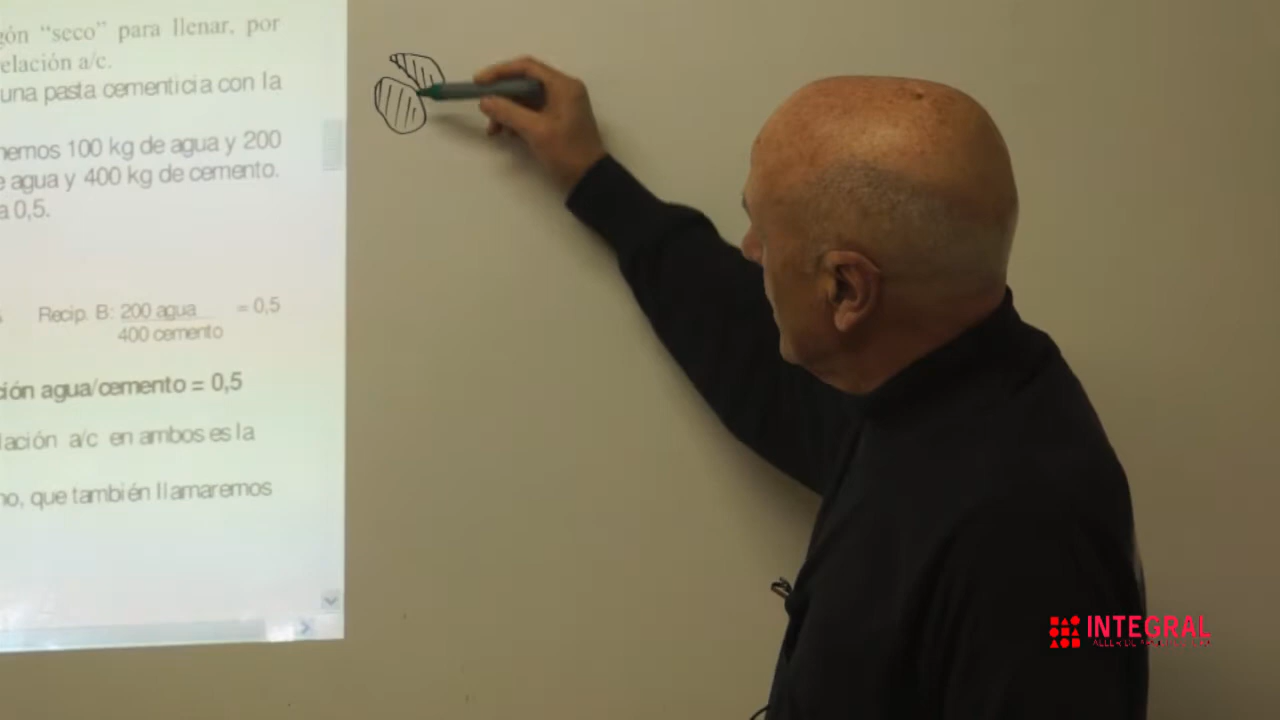 gón “seco” para llenar, por
elación a/c.
una pasta cementicia con la
nemos 100 kg de agua y 200
e agua y 400 kg de cemento.
a 0,5.
Recip. B: 200 agua = 0,5
400 cemento
ción agua/cemento = 0,5
lación a/c en ambos es la
no, que también llamaremos
INTEGRAL